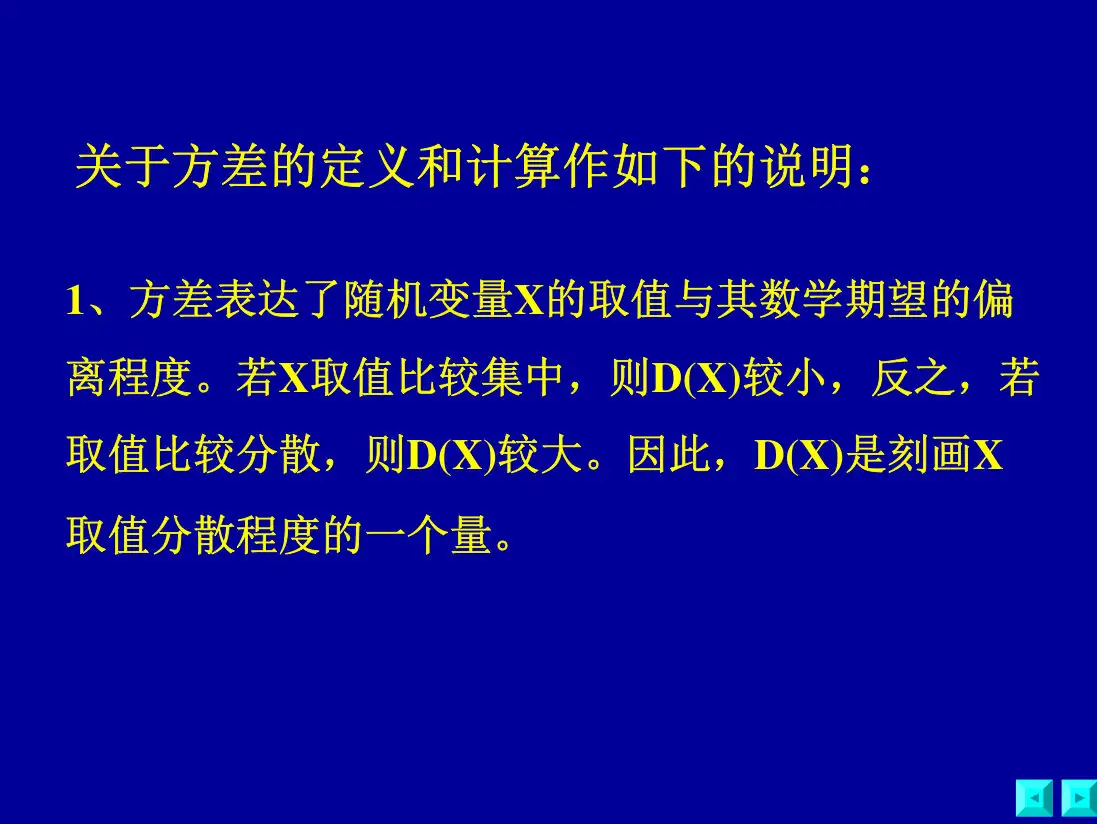 关于方差的定义和计算作如下的说明：
1、方差表达了随机变量X的取值与其数学期望的偏
离程度。若X取值比较集中，则D(X)较小，反之，若
取值比较分散，则D(X)较大。因此，D(X)是刻画X
取值分散程度的一个量。